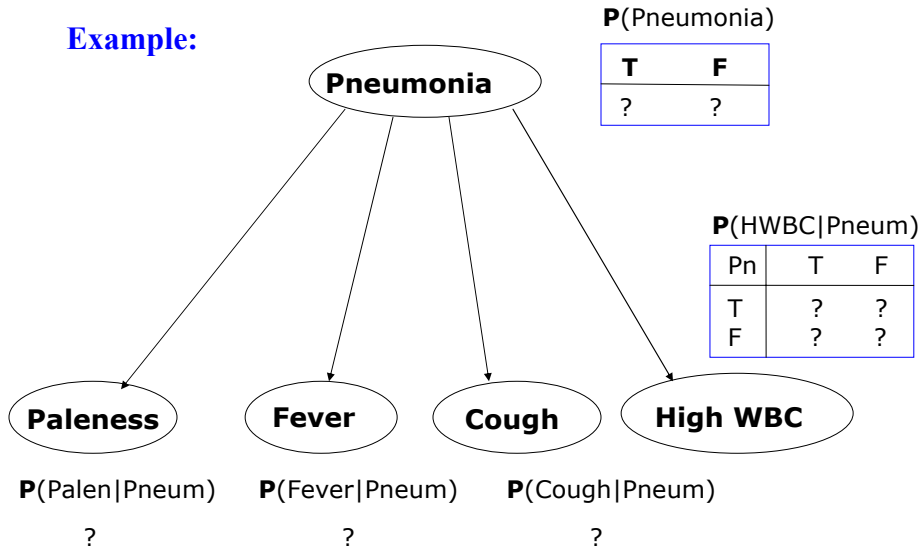 P(Pneumonia)
Example:
T F
Pneumonia
? ?
P(HWBC|Pneum)
Pn T F
T ? ?
F ? ?
Paleness Fever Cough High WBC
P(Palen|Pneum) P(Fever|Pneum) P(Cough|Pneum)
? ? ?